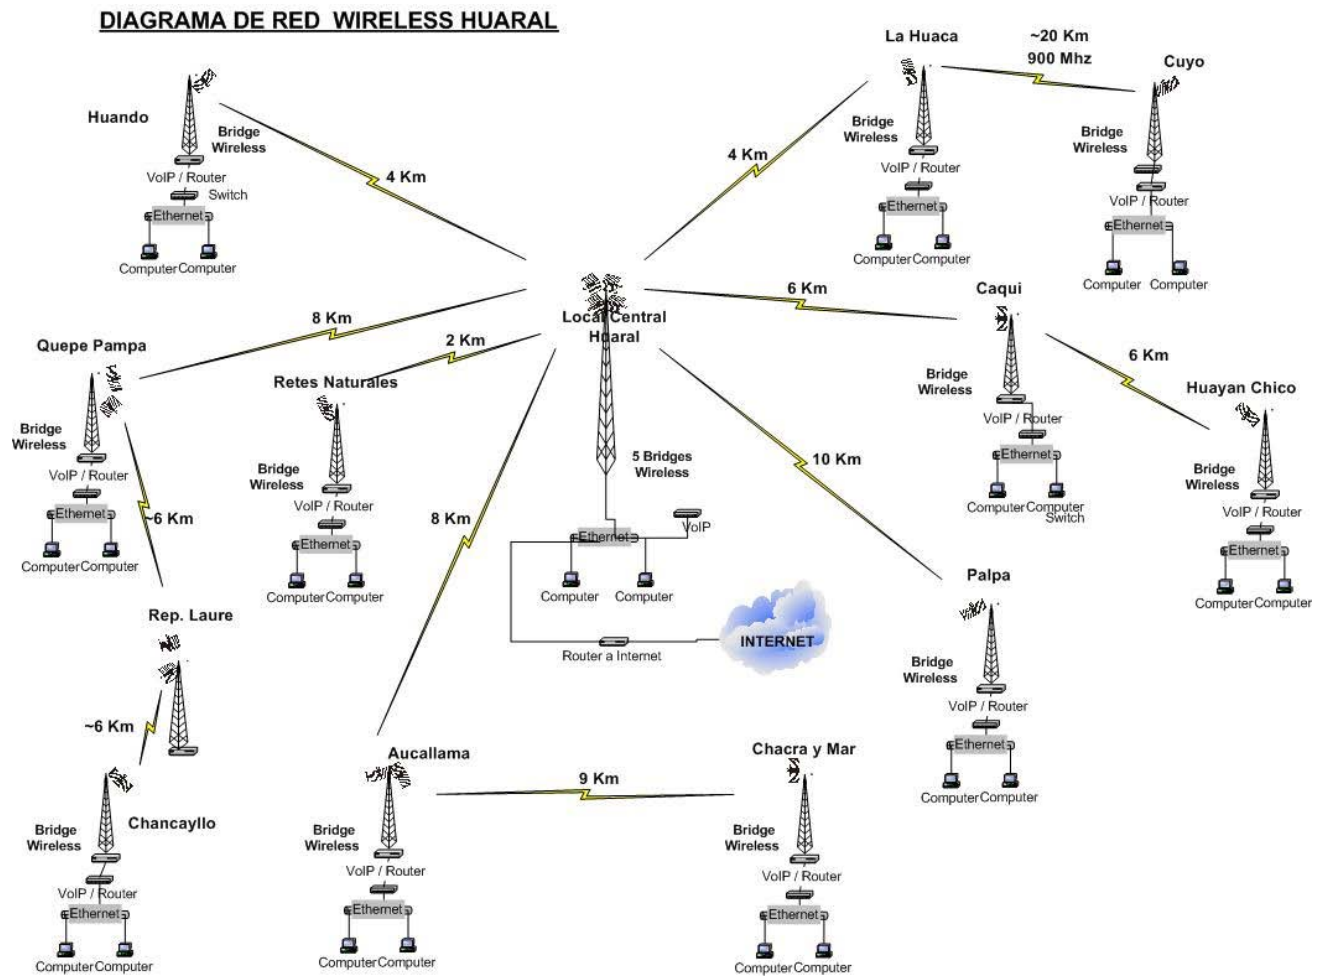 DIAGRAMA DE RED WIRELESS HUARAL
La Huaca
~20 Km
900 Mhz
Cuyo
Huando
Bridge
Wireless
VoIP / Router
Switch
Ethernet
Computer Computer
4 Km
4 Km
Bridge
Wireless
VoIP / Router
Ethernet
Computer Computer
Bridge
Wireless
VoIP / Router
Ethernet
Computer Computer
Local Central
Huaral
8 Km
2 Km
6 Km
Caqui
6 Km
Huayan Chico
Quepe Pampa
Bridge
Wireless
VoIP / Router
Ethernet
Computer Computer
~6 Km
Retes Naturales
Bridge
Wireless
VoIP / Router
Ethernet
Computer Computer
8 Km
5 Bridges
Wireless
VoIP
Ethernet
Computer Computer
Router a Internet
INTERNET
10 Km
Bridge
Wireless
VoIP / Router
Ethernet
Computer Computer
Switch
Bridge
Wireless
VoIP / Router
Ethernet
Computer Computer
Rep. Laure
~6 Km
Palpa
Bridge
Wireless
VoIP / Router
Ethernet
Computer Computer
Chancayllo
Bridge
Wireless
VoIP / Router
Ethernet
Computer Computer
Aucallama
Bridge
Wireless
VoIP / Router
Ethernet
Computer Computer
9 Km
Chacra y Mar
Bridge
Wireless
VoIP / Router
Ethernet
Computer Computer